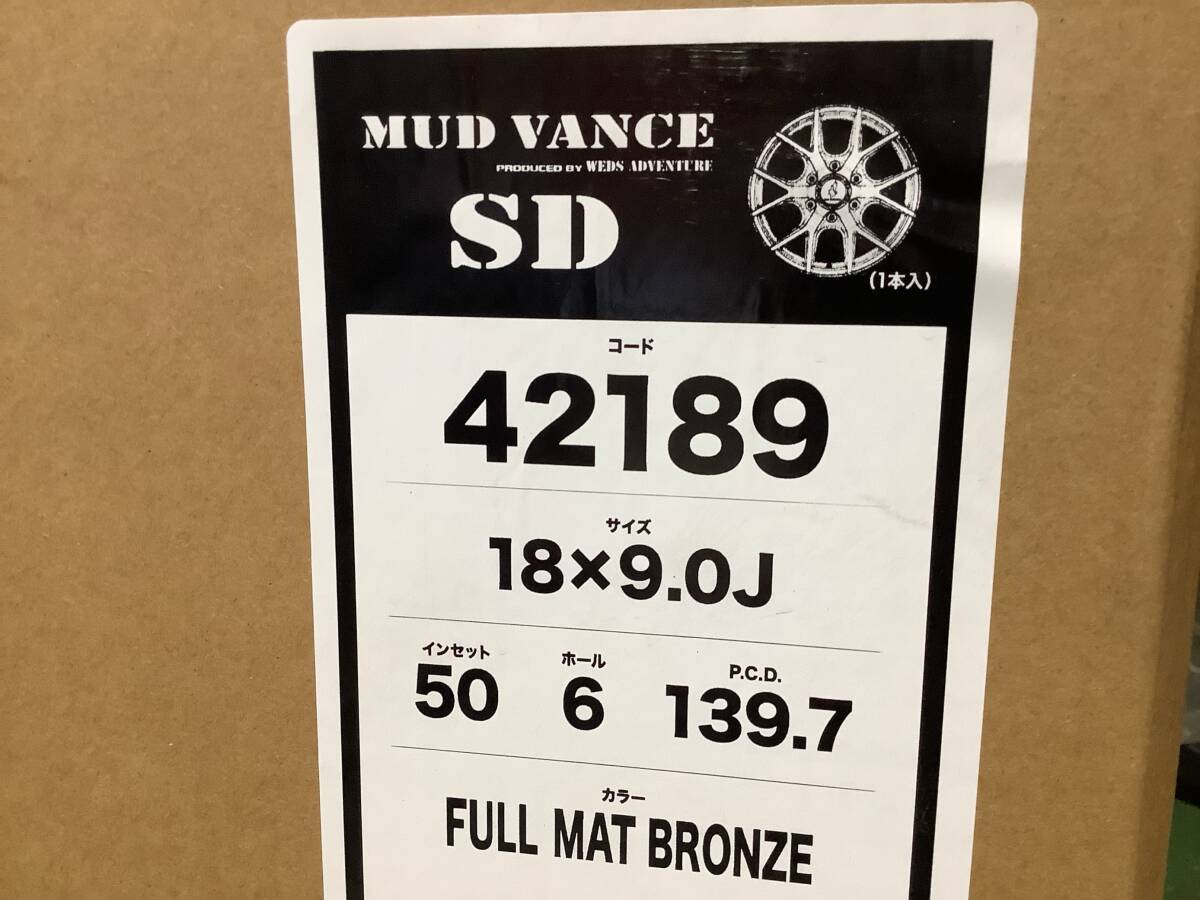 MUD VANCE
PRODUCED BY WEDS ADVENTURE
SD
(1本入)
コード
42189
サイズ
18×9.0J
インセット ホール P.C.D.
50 6 139.7
カラー
FULL MAT BRONZE